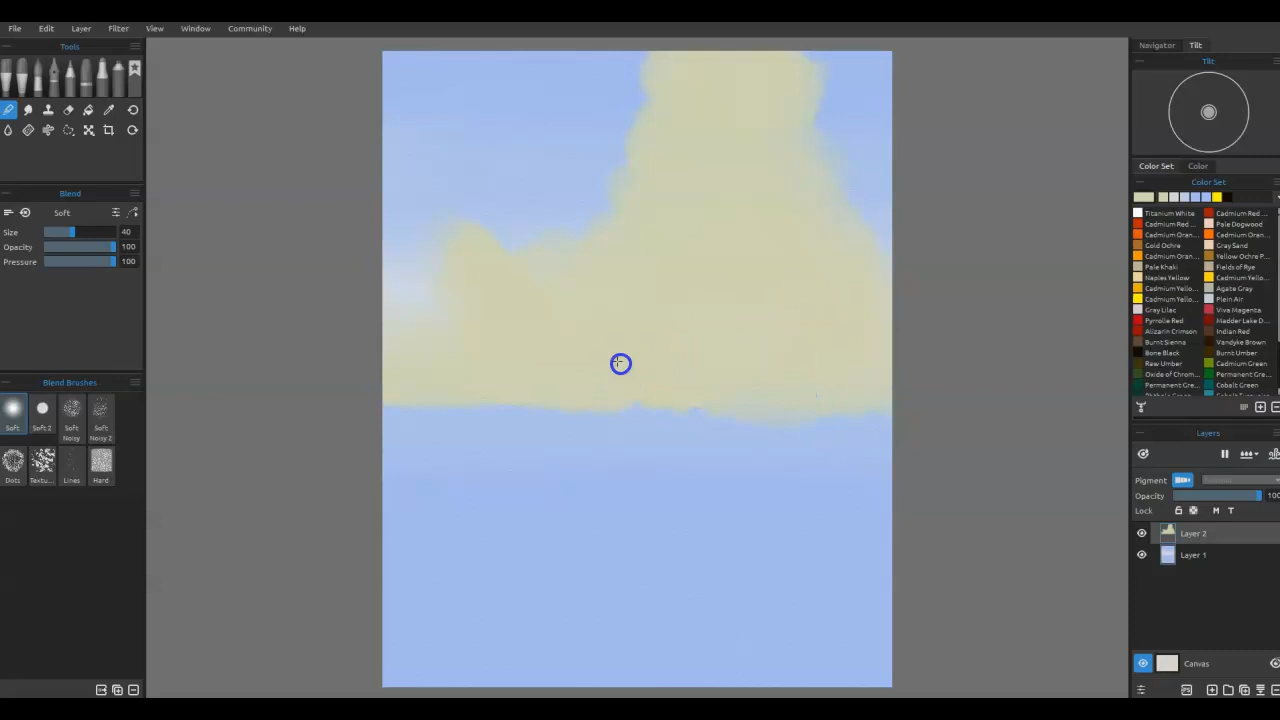 File Edit Layer Filter View Window Community Help
Tools
Navigator Tilt
Tilt
Color Set Color
Color Set
Blend
Soft
Size 40
Opacity 100
Pressure 100
Titanium White Cadmium Red ...
Cadmium Red ... Pale Dogwood
Cadmium Oran... Cadmium Oran...
Gold Ochre Gray Sand
Cadmium Oran... Yellow Ochre P...
Pale Khaki Fields of Rye
Naples Yellow Cadmium Yello...
Cadmium Yello... Agate Gray
Cadmium Yello... Plein Air
Gray Lilac Viva Magenta
Pyrrole Red Madder Lake D...
Alizarin Crimson Indian Red
Burnt Sienna Vandyke Brown
Bone Black Burnt Umber
Raw Umber Cadmium Green
Oxide of Chrom... Permanent Gre...
Permanent Gre... Cobalt Green
Blend Brushes
Soft Soft 2 Soft Noisy Soft Noisy 2
Dots Textu... Lines Hard
Layers
Pigment
Opacity 100
Lock M T
Layer 2
Layer 1
Canvas